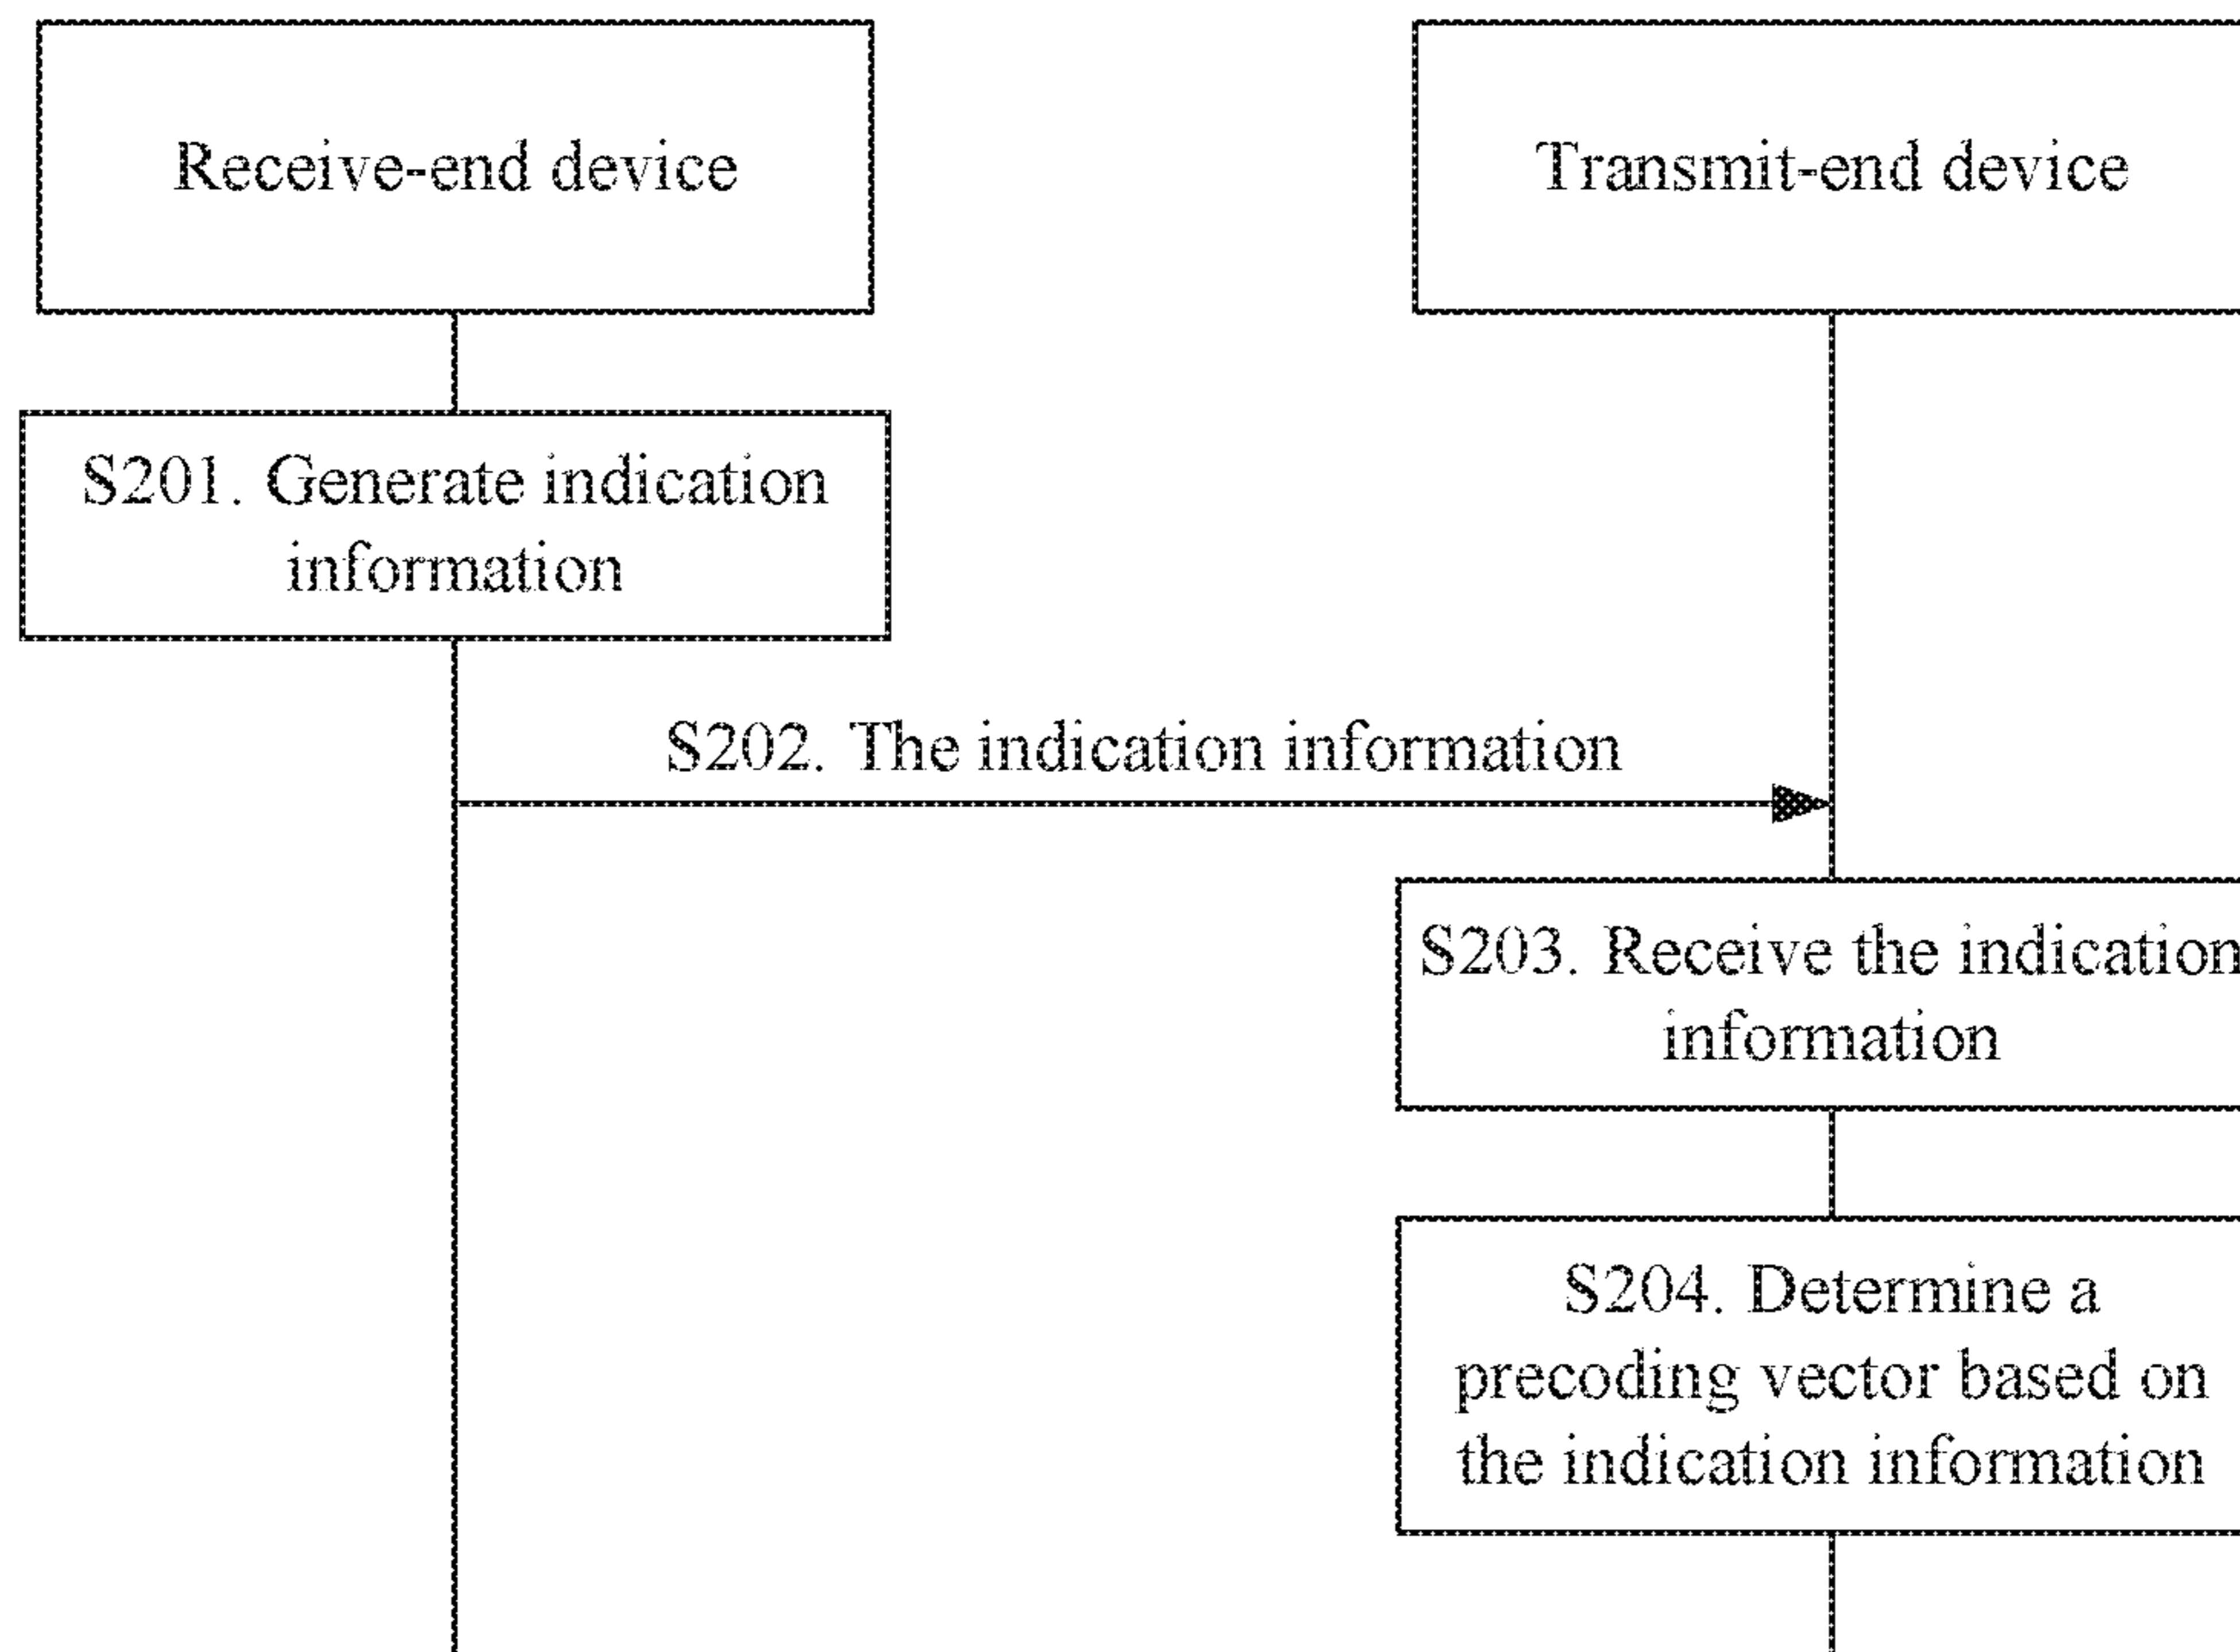 Receive-end device
Transmit-end device
S201. Generate indication
information
S202. The indication information
S203. Receive the indication
information
S204. Determine a
precoding vector based on
the indication information